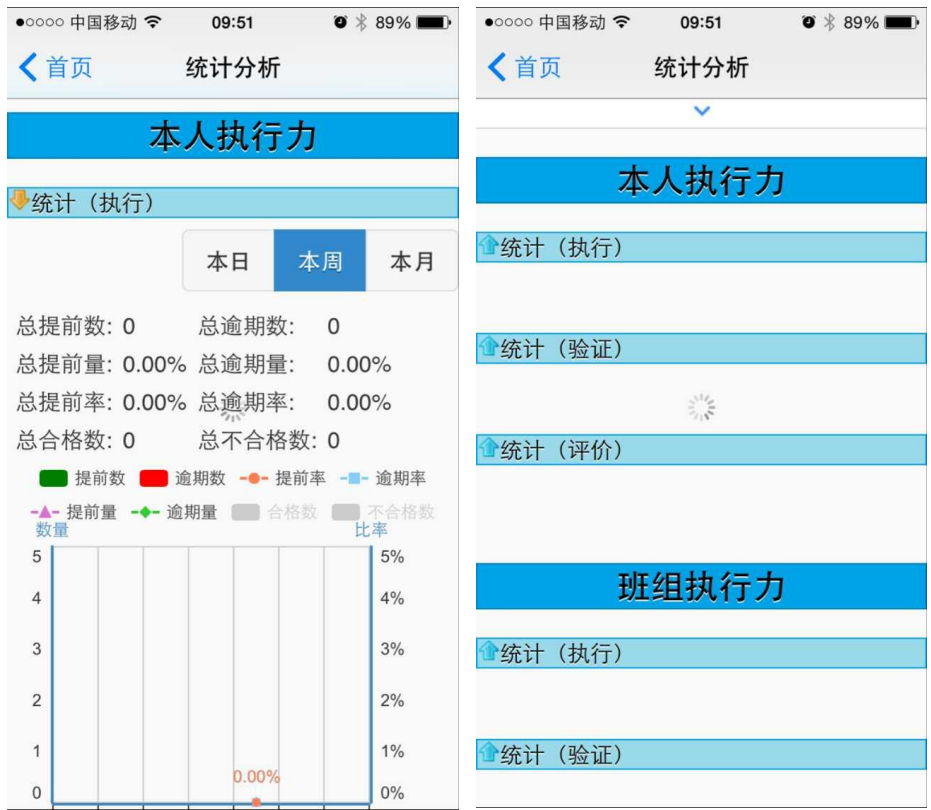 中国移动 09:51 89%
首页 统计分析
本人执行力
统计（执行）
本日 本周 本月
总提前数: 0 总逾期数: 0
总提前量: 0.00% 总逾期量: 0.00%
总提前率: 0.00% 总逾期率: 0.00%
总合格数: 0 总不合格数: 0
提前数 逾期数 提前率 逾期率
提前量 逾期量 合格数 不合格数
数量 比率
5 5%
4 4%
3 3%
2 2%
1 1%
0.00%
0 0%
中国移动 09:51 89%
首页 统计分析
本人执行力
统计（执行）
统计（验证）
统计（评价）
班组执行力
统计（执行）
统计（验证）